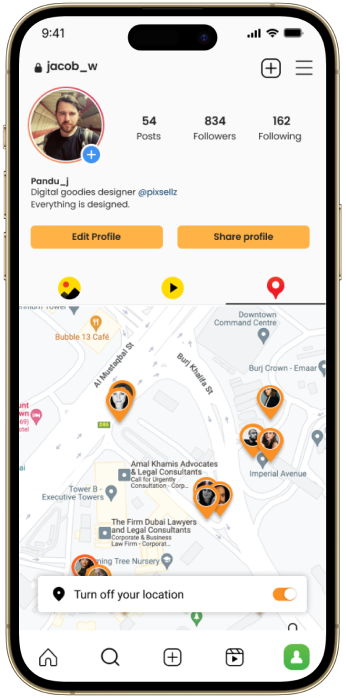 9:41
jacob_w
54
834
162
Posts
Followers
Following
Pandu_j
Digital goodies designer @pixsellz
Everything is designed.
Edit Profile
Share profile
Tower
Downtown
Command Centre
Bubble 13 Café
Al Mustaqbal St
Burj Khalifa St
Burj Crown - Emaar
Imperial Avenue
Amal Khamis Advocates
& Legal Consultants
Call for Urgently
Consultation - Corp...
Tower B -
Executive Towers
The Firm Dubai Lawyers
and Legal Consultants
Corporate & Business
Law Firm - Corporat...
Tree Nursery
Turn off your location